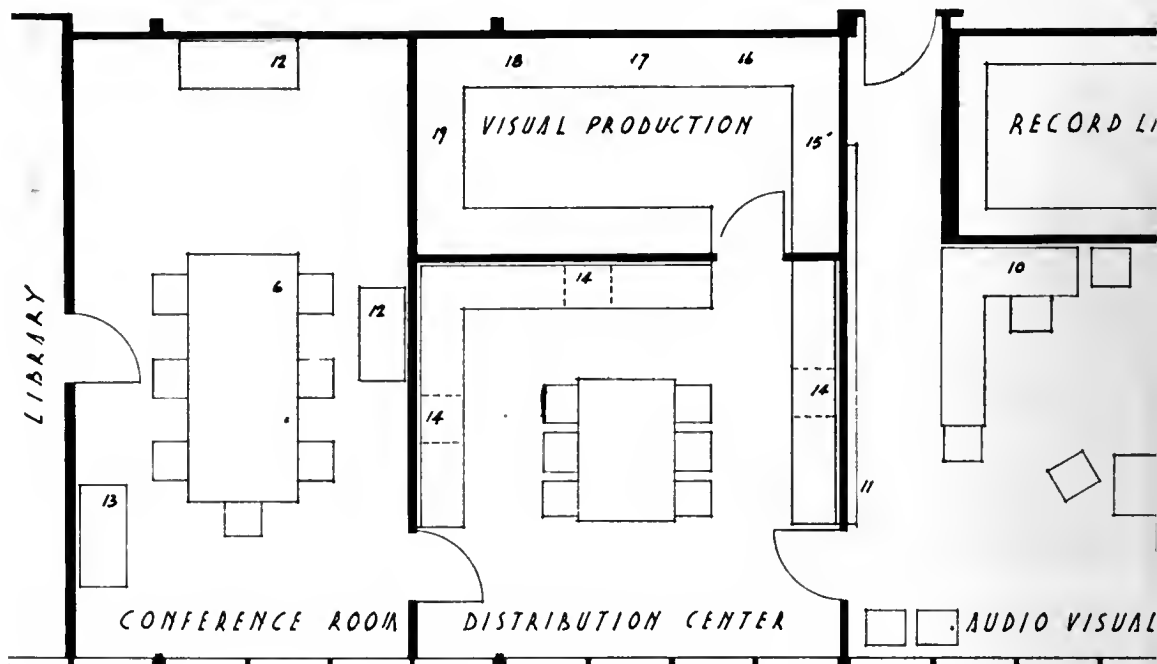 12
18 17 16
19 VISUAL PRODUCTION 15
RECORD LI
14
10
6
12
LIBRARY
14
14
13
11
CONFERENCE ROOM
DISTRIBUTION CENTER
AUDIO VISUAL